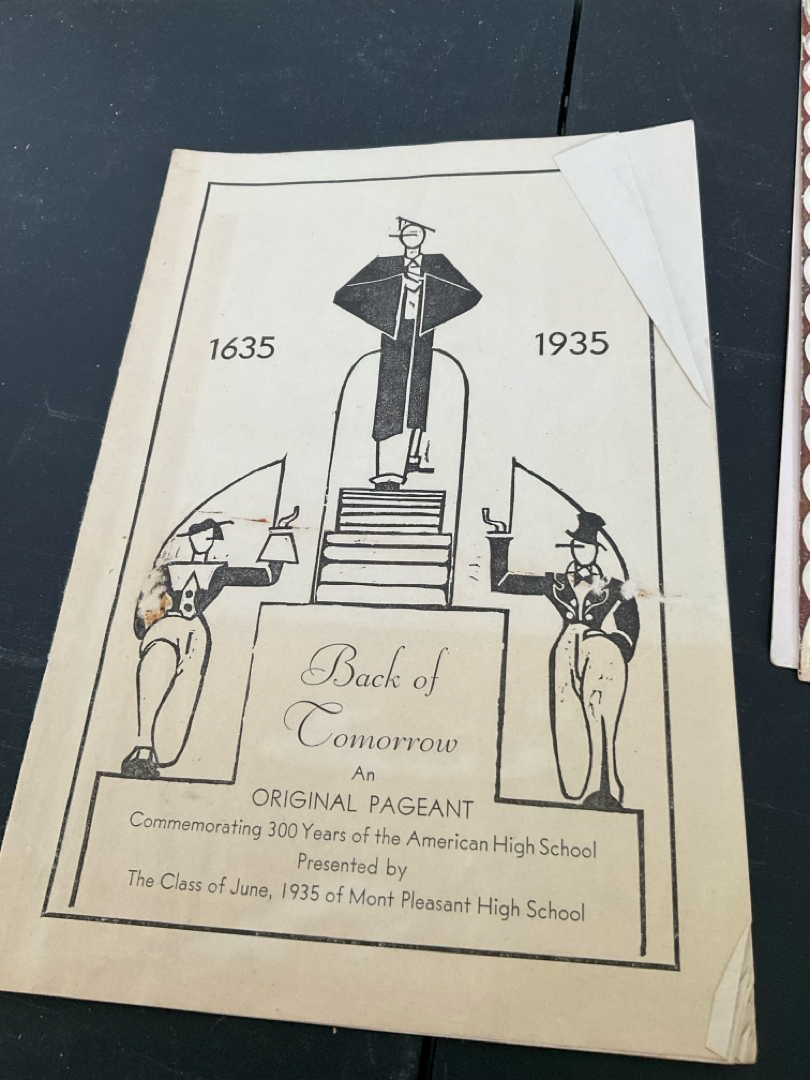 1635
1935
Back of
Tomorrow
An
ORIGINAL PAGEANT
Commemorating 300 Years of the American High School
Presented by
The Class of June, 1935 of Mont Pleasant High School